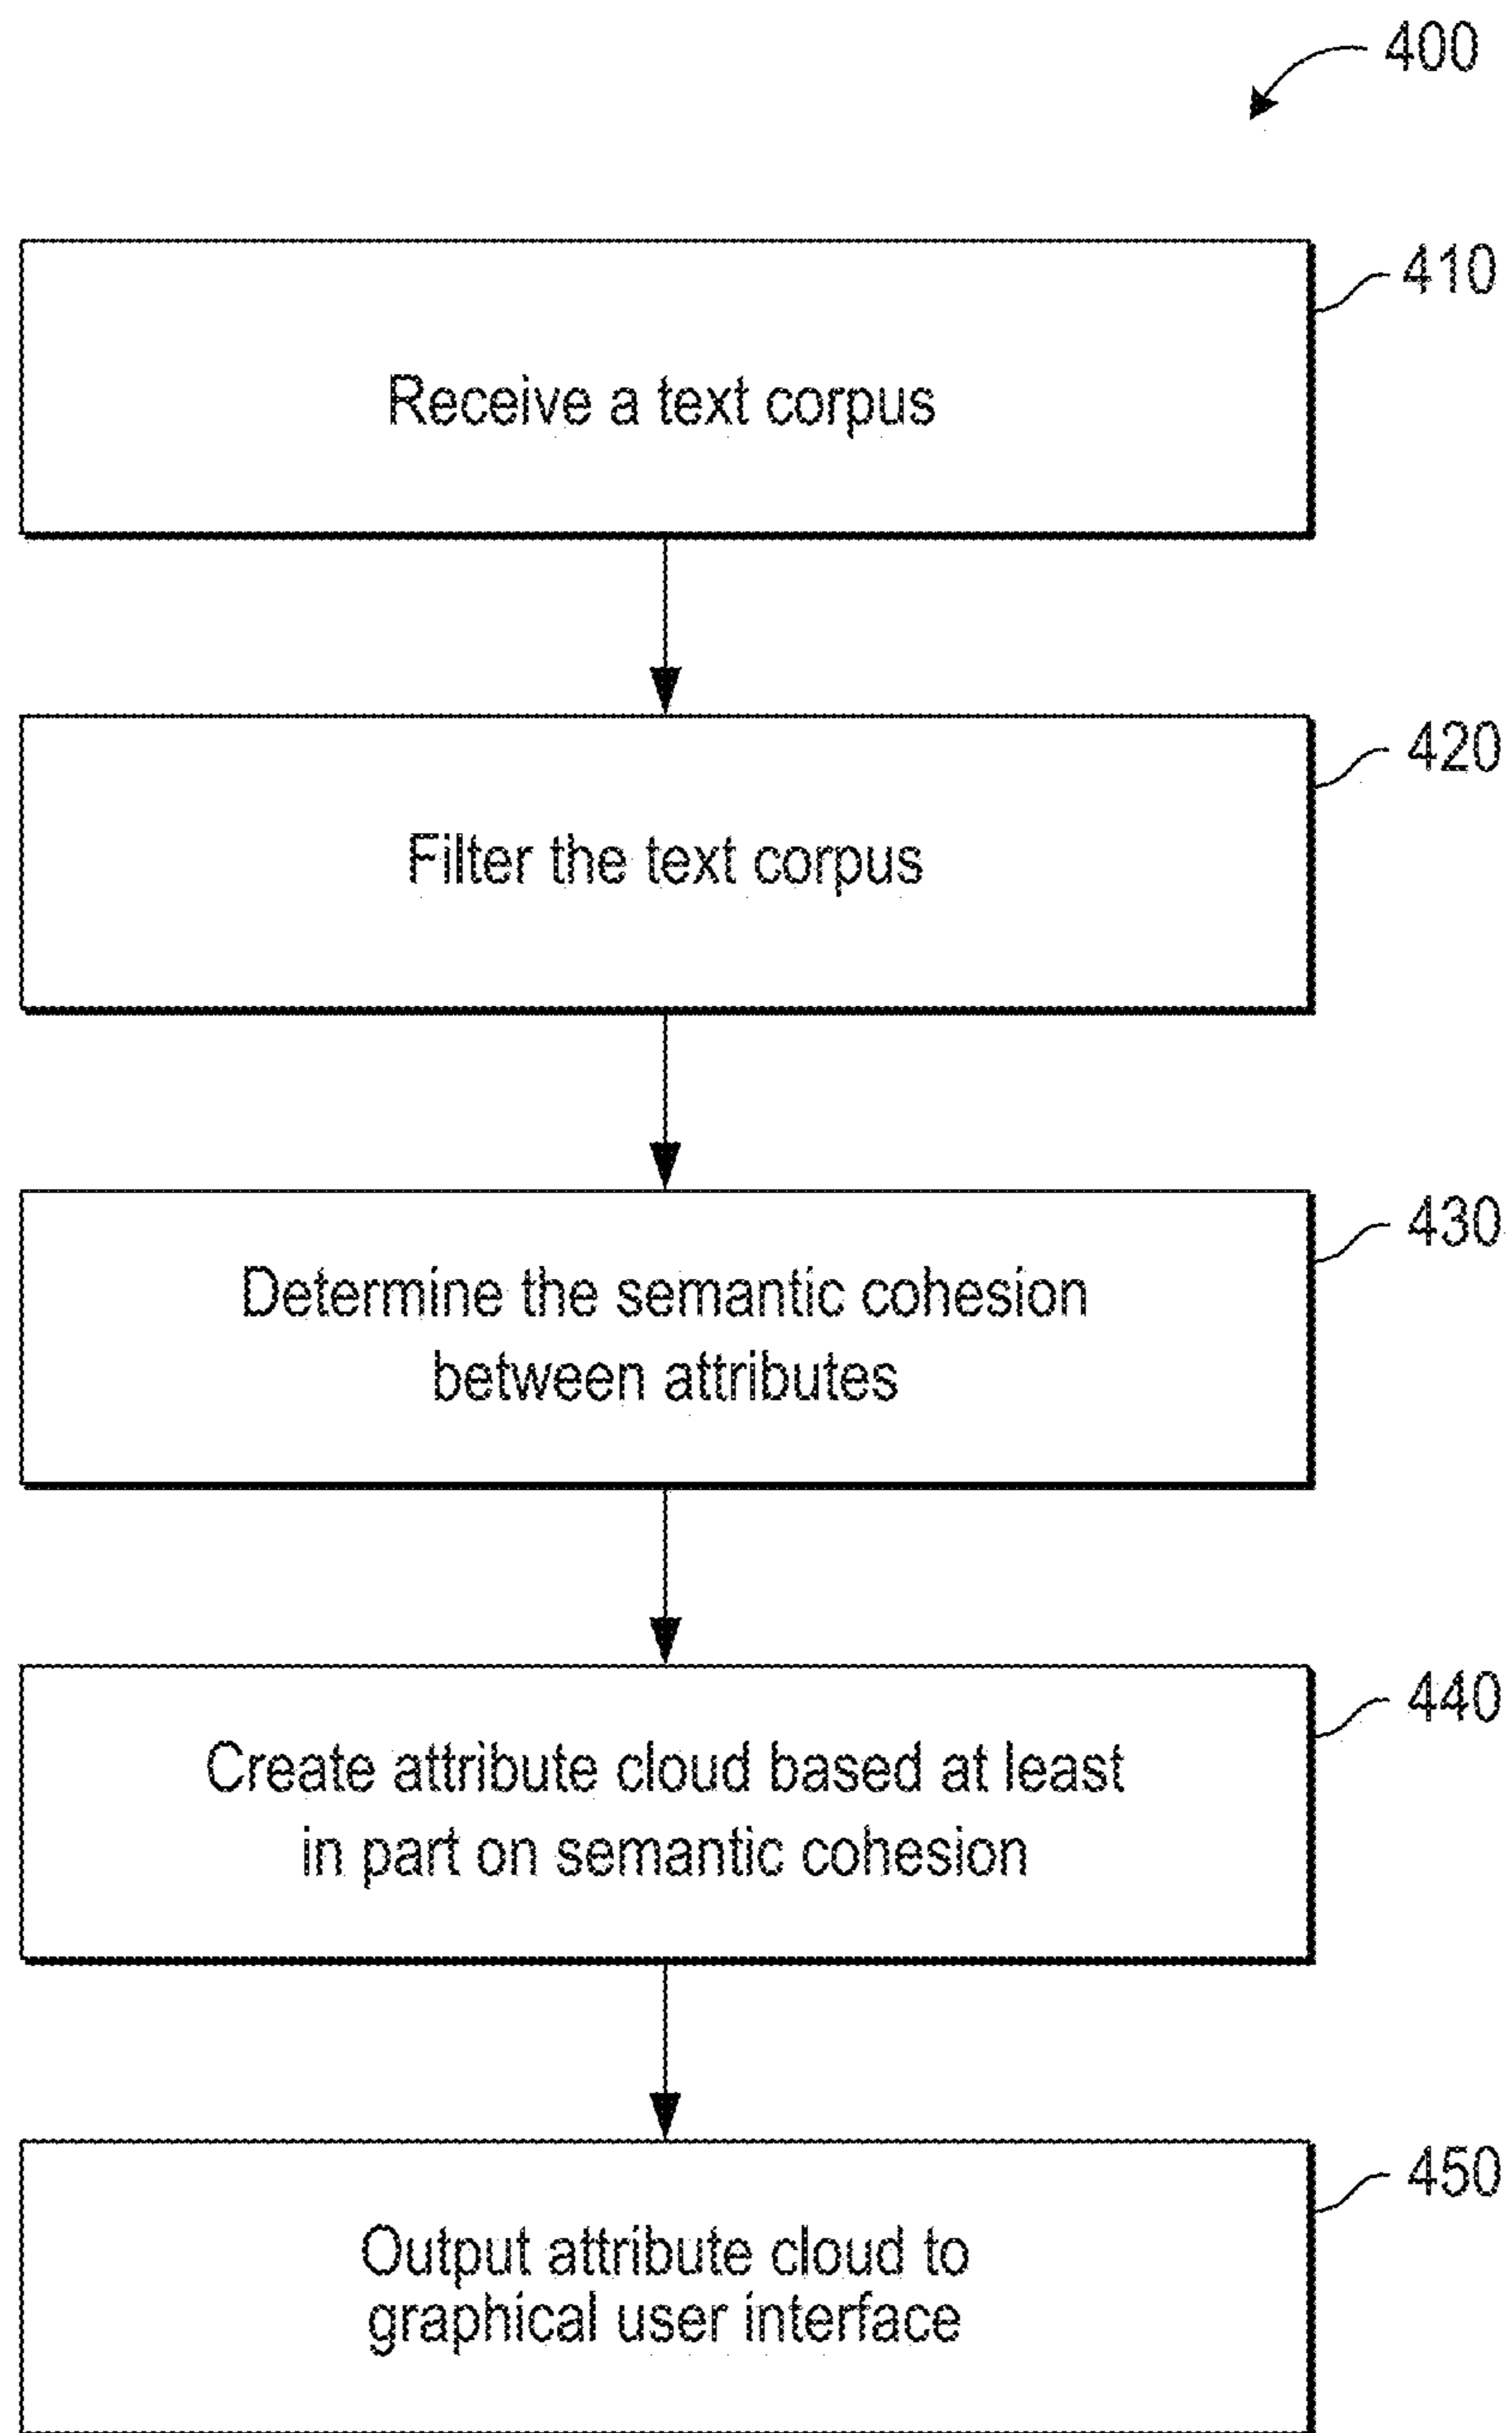 400
410
Receive a text corpus
420
Filter the text corpus
430
Determine the semantic cohesion
between attributes
440
Create attribute cloud based at least
in part on semantic cohesion
450
Output attribute cloud to
graphical user interface